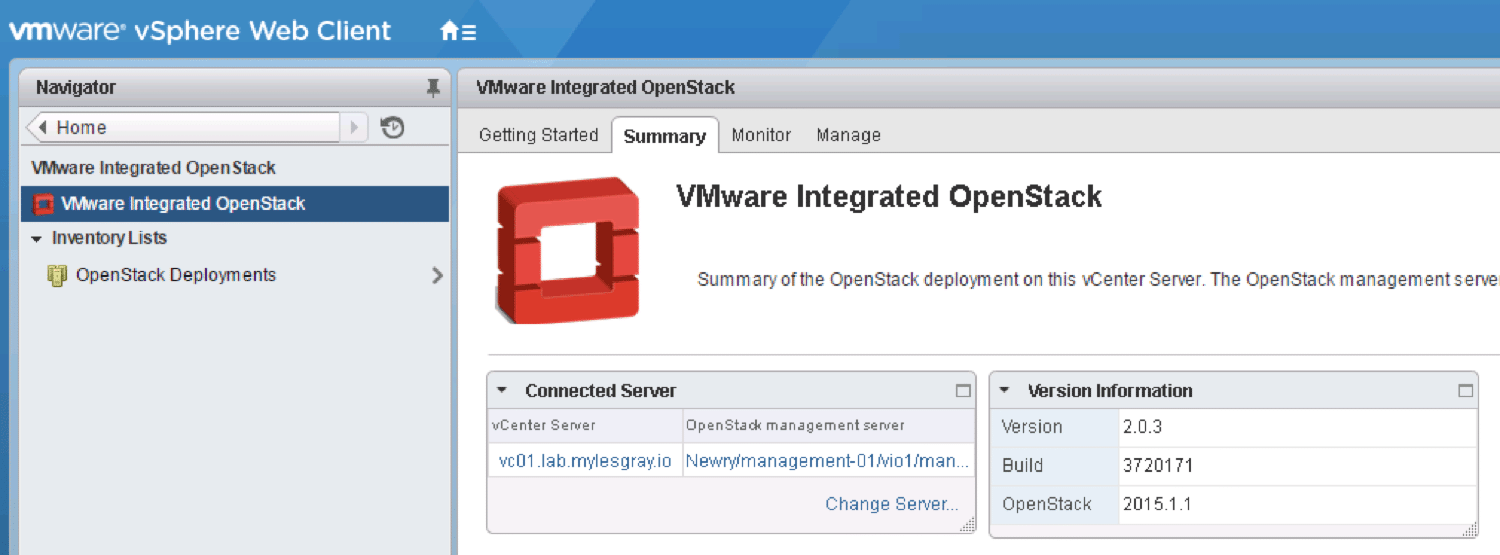 vmware® vSphere Web Client
Navigator
Home
VMware Integrated OpenStack
VMware Integrated OpenStack
Inventory Lists
OpenStack Deployments
VMware Integrated OpenStack
Getting Started Summary Monitor Manage
VMware Integrated OpenStack
Summary of the OpenStack deployment on this vCenter Server. The OpenStack management
Connected Server
vCenter Server OpenStack management server
vc01.lab.mylesgray.io Newry/management-01/vio1/man...
Change Server...
Version Information
Version 2.0.3
Build 3720171
OpenStack 2015.1.1